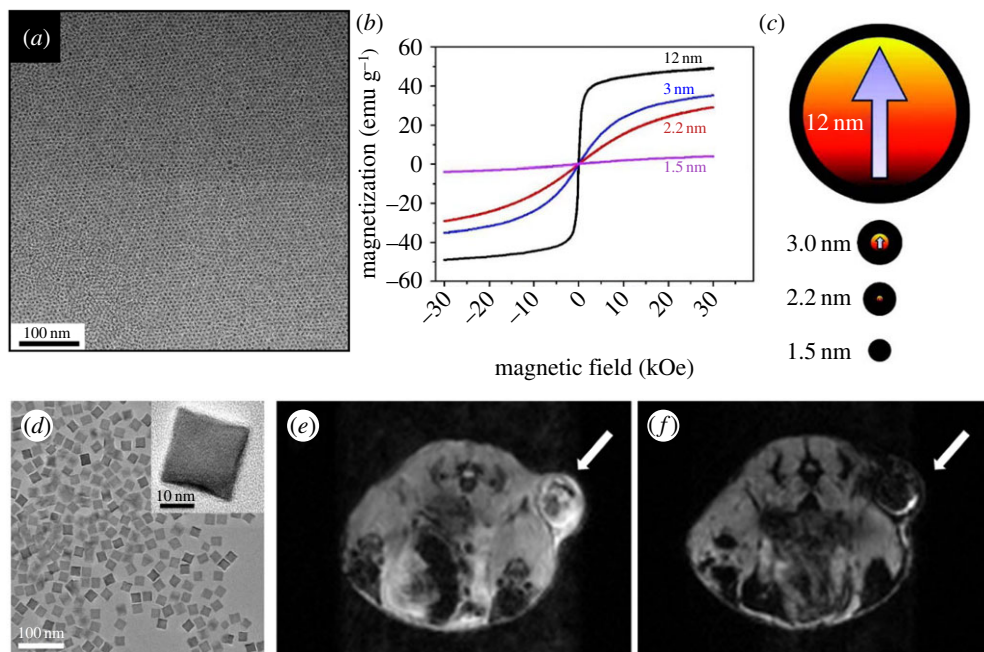 (a)
100 nm
(b)
magnetization (emu g⁻¹)
60
40
20
0
−20
−40
−60
12 nm
3 nm
2.2 nm
1.5 nm
−30
−20
−10
0
10
20
30
magnetic field (kOe)
(c)
12 nm
3.0 nm
2.2 nm
1.5 nm
(d)
10 nm
100 nm
(e)
(f)